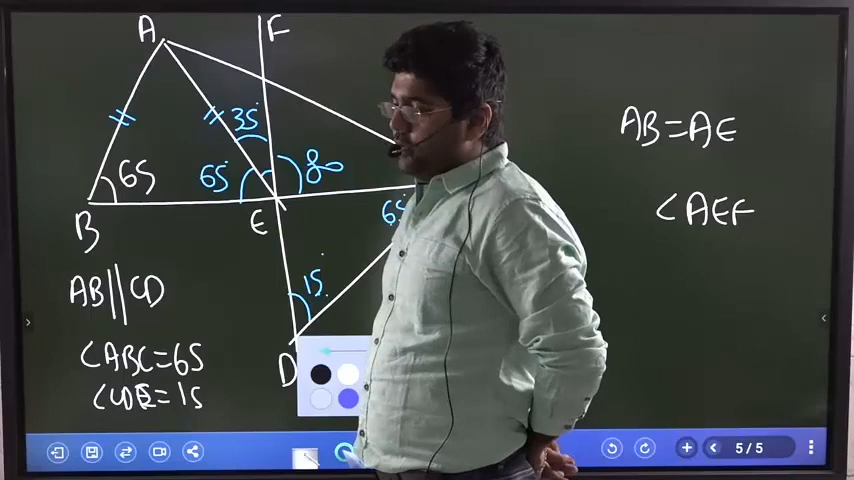 A
F
35°
65
65°
80
B
E
65
AB||CD
15
<ABC=65
<CDE=15
D
AB=AE
<AEF
5/5